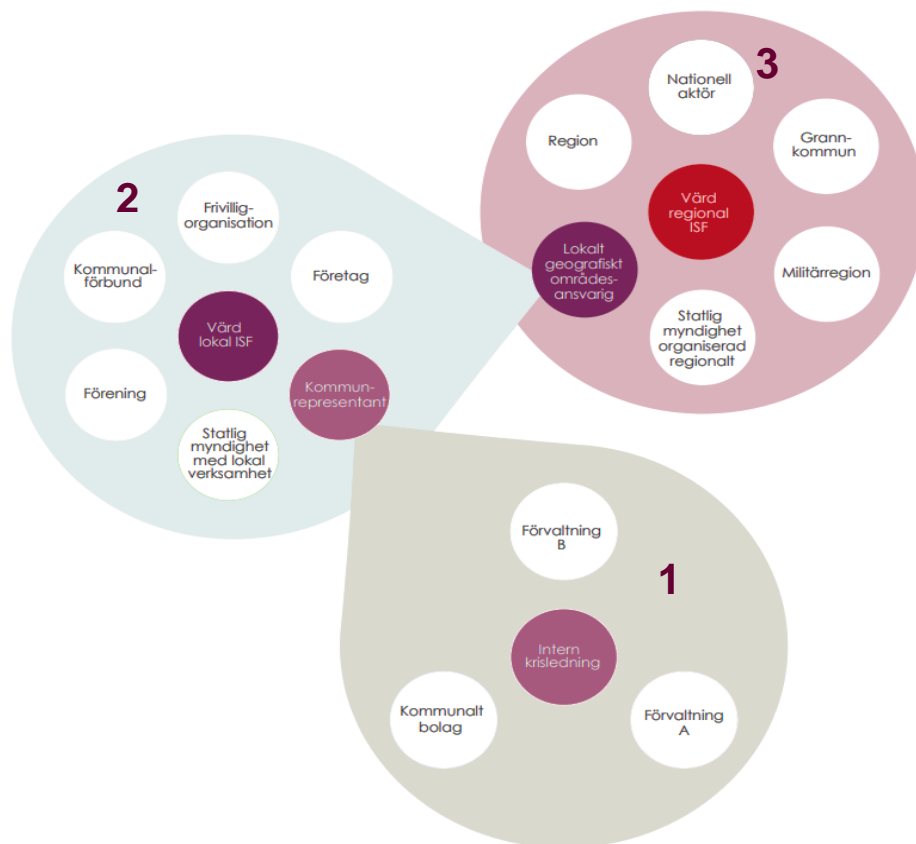 3
Nationell
aktör
Region
Grann-
kommun
Värd
regional
ISF
Lokalt
geografiskt
områdes-
ansvarig
Militärregion
Statlig
myndighet
organiserad
regionalt
2
Frivillig-
organisation
Kommunal-
förbund
Företag
Värd
lokal ISF
Förening
Kommun-
representant
Statlig
myndighet
med lokal
verksamhet
1
Förvaltning
B
Intern
krisledning
Kommunalt
bolag
Förvaltning
A